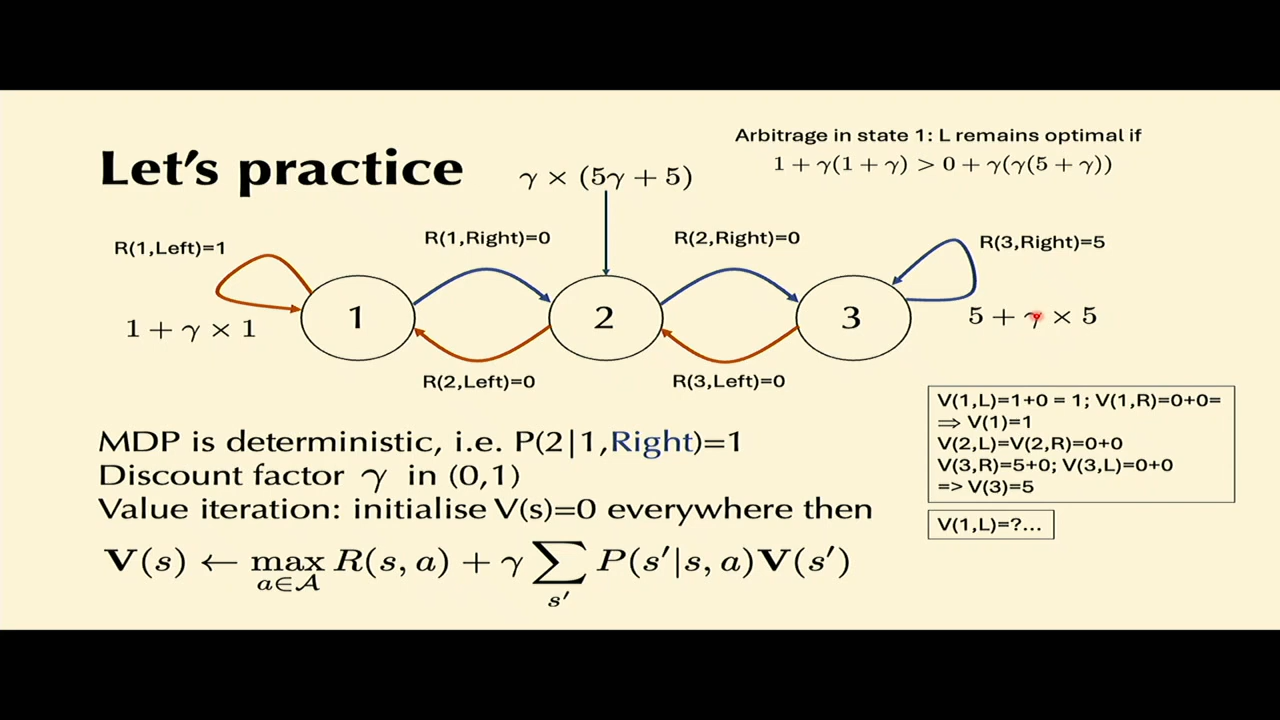 Let's practice
Arbitrage in state 1: L remains optimal if
1 + γ(1 + γ) > 0 + γ(γ(5 + γ))
γ × (5γ + 5)
R(1,Left)=1
R(1,Right)=0
R(2,Right)=0
R(3,Right)=5
1
2
3
1 + γ × 1
5 + γ × 5
R(2,Left)=0
R(3,Left)=0
MDP is deterministic, i.e. P(2|1,Right)=1
Discount factor γ in (0,1)
Value iteration: initialise V(s)=0 everywhere then
V(s) ← max R(s, a) + γ ∑ P(s′|s, a)V(s′)
a∈𝒜
s′
V(1,L)=1+0 = 1; V(1,R)=0+0=
⇒ V(1)=1
V(2,L)=V(2,R)=0+0
V(3,R)=5+0; V(3,L)=0+0
=> V(3)=5
V(1,L)=?...